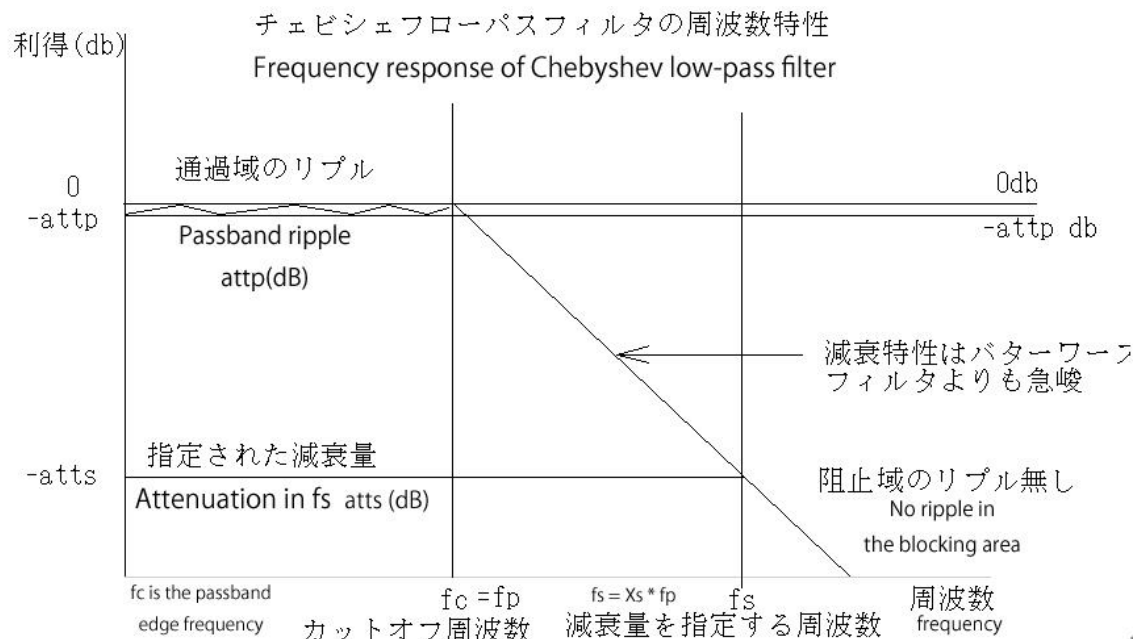 チェビシェフローパスフィルタの周波数特性
利得(db)
Frequency response of Chebyshev low-pass filter
通過域のリプル
0
0db
-attp
-attp db
Passband ripple
attp(dB)
減衰特性はバターワース
フィルタよりも急峻
指定された減衰量
-atts
阻止域のリプル無し
Attenuation in fs atts (dB)
No ripple in
the blocking area
fc is the passband
edge frequency
fc =fp
カットオフ周波数
fs = Xs * fp
fs
減衰量を指定する周波数
周波数
frequency